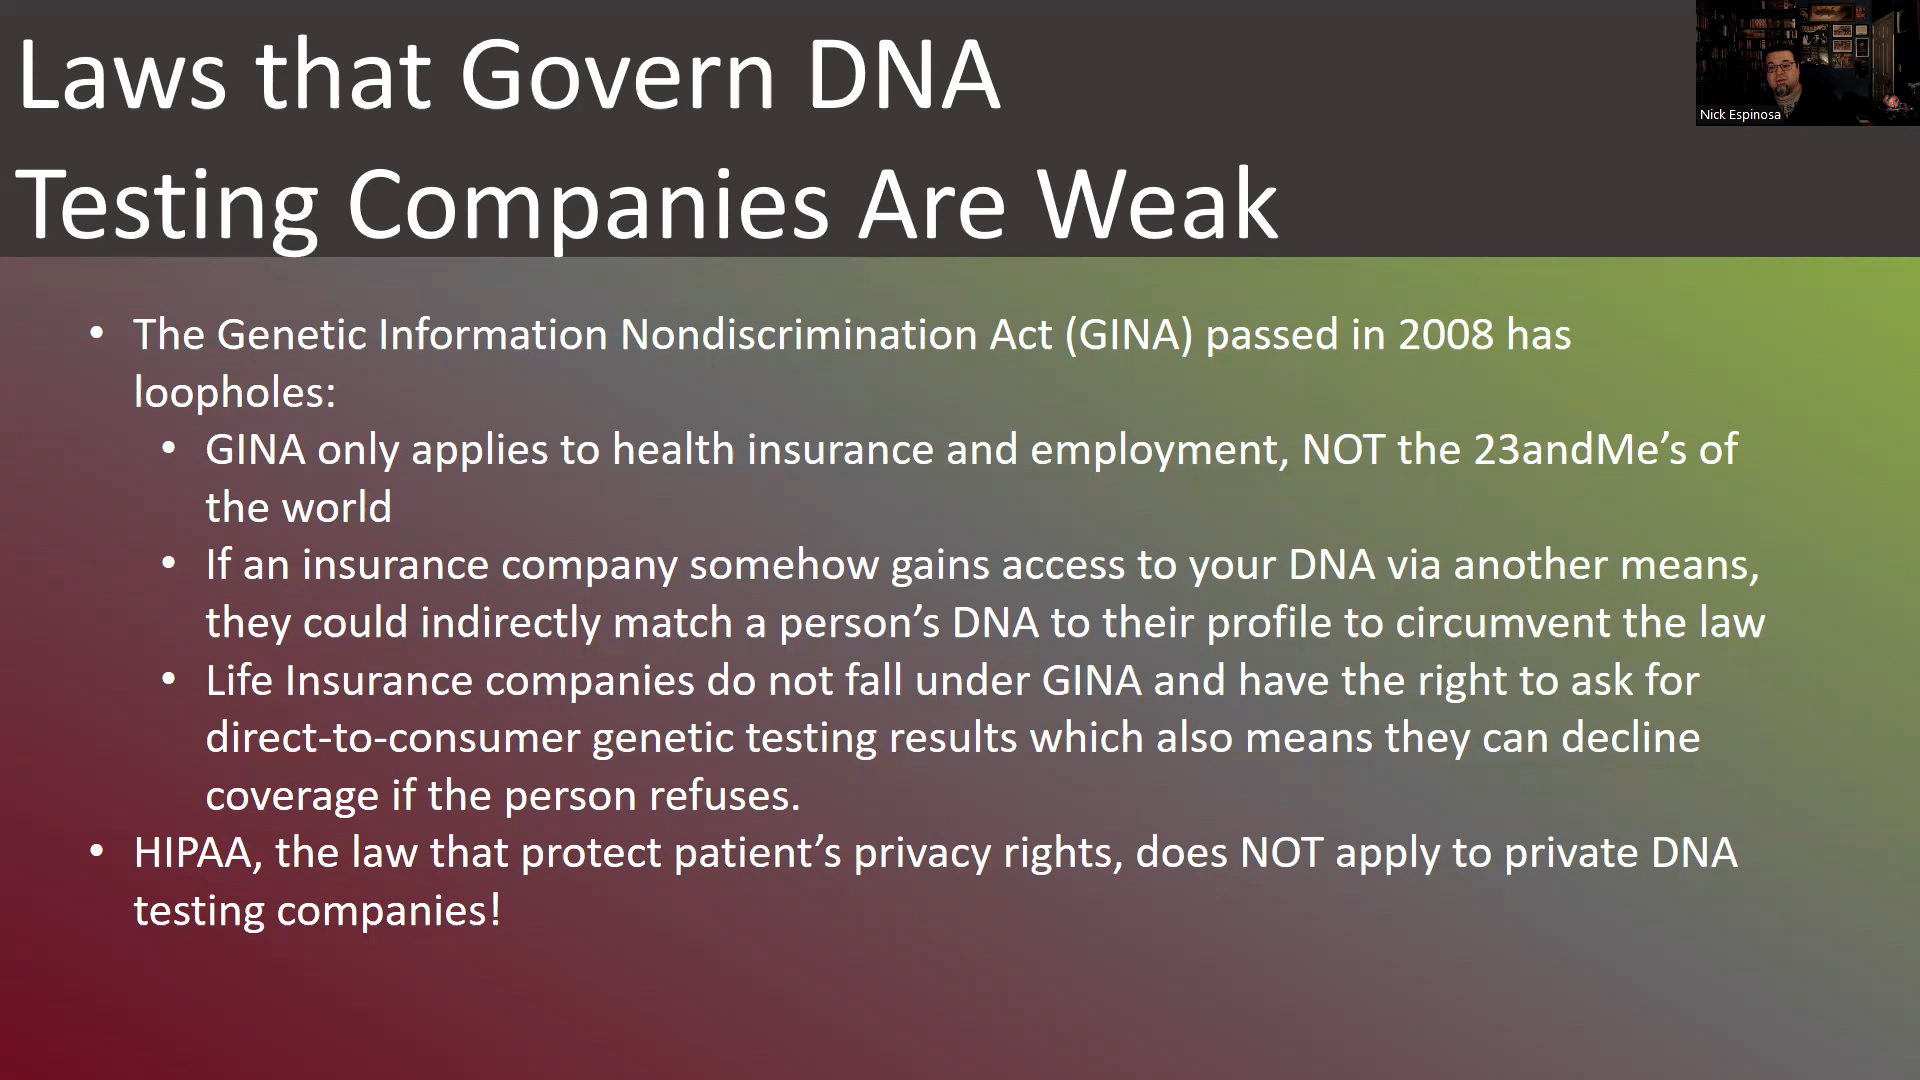 Laws that Govern DNA
Testing Companies Are Weak
Nick Espinosa
• The Genetic Information Nondiscrimination Act (GINA) passed in 2008 has
loopholes:
• GINA only applies to health insurance and employment, NOT the 23andMe’s of
the world
• If an insurance company somehow gains access to your DNA via another means,
they could indirectly match a person’s DNA to their profile to circumvent the law
• Life Insurance companies do not fall under GINA and have the right to ask for
direct-to-consumer genetic testing results which also means they can decline
coverage if the person refuses.
• HIPAA, the law that protect patient’s privacy rights, does NOT apply to private DNA
testing companies!